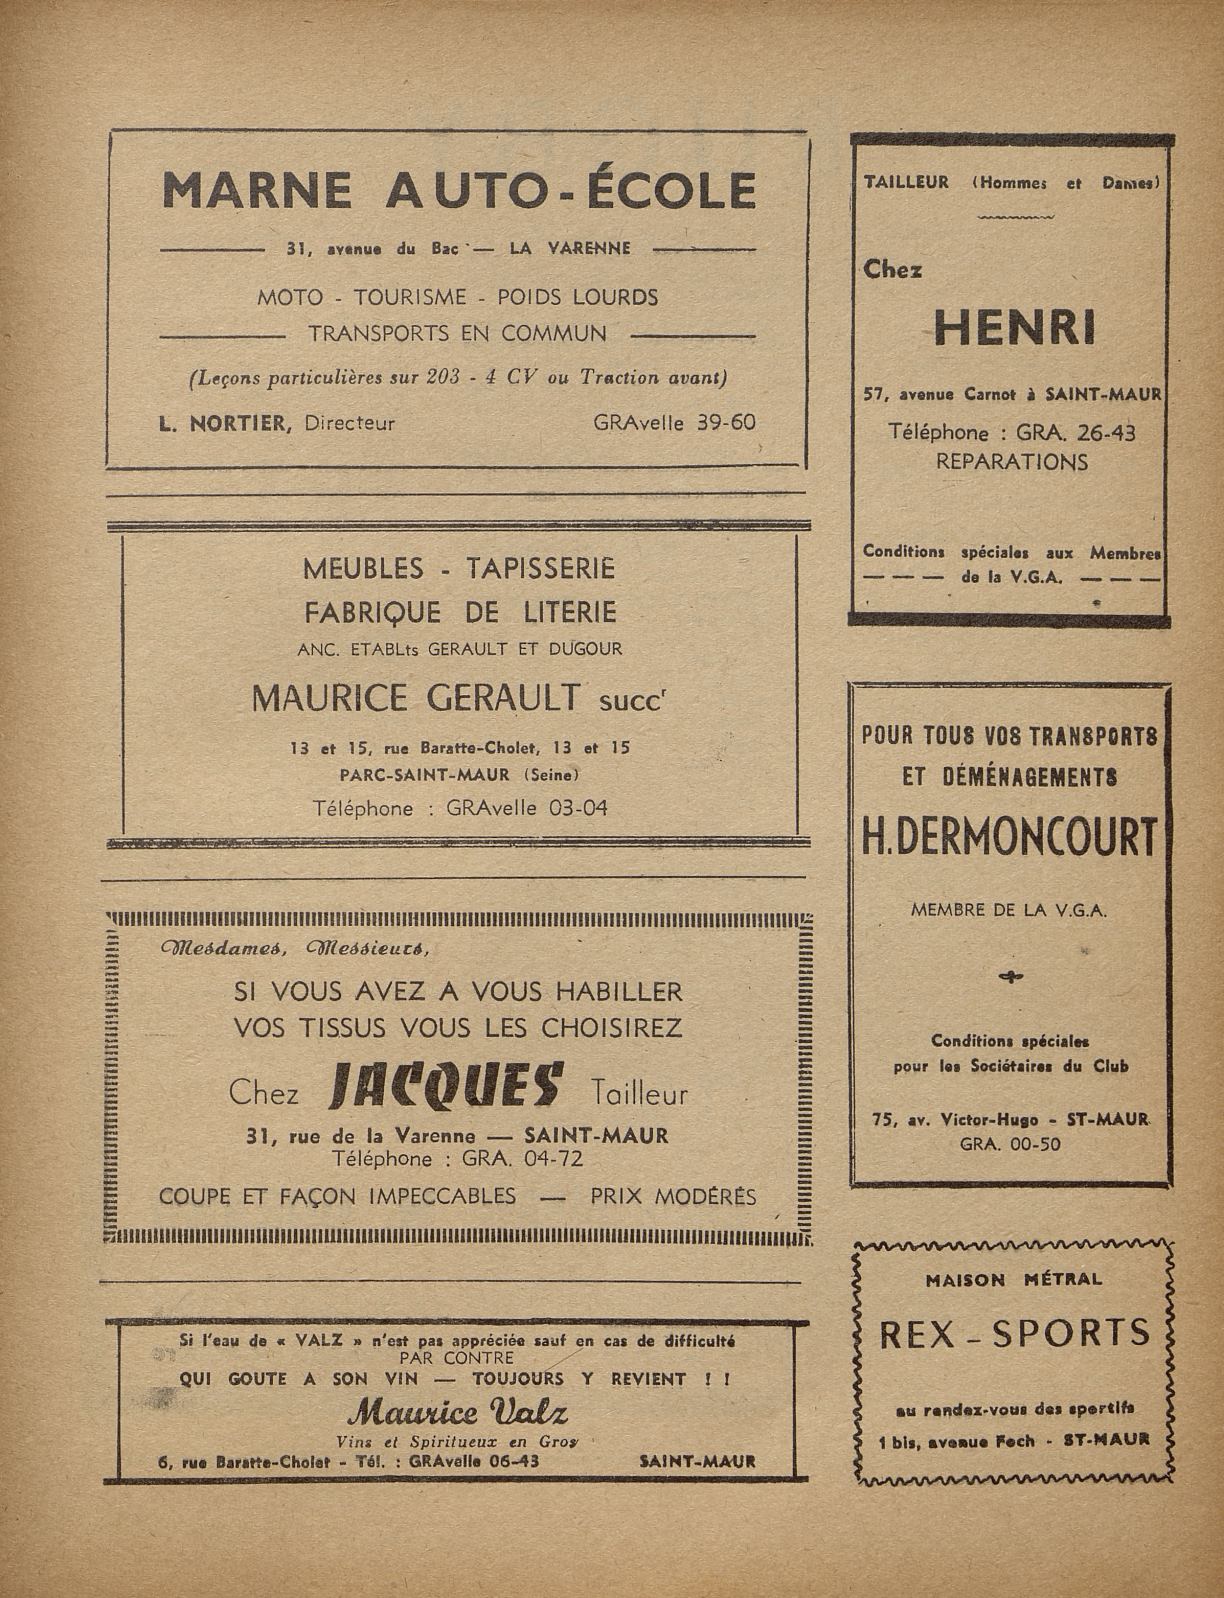 MARNE AUTO-ÉCOLE
31, avenue du Bac — LA VARENNE
MOTO - TOURISME - POIDS LOURDS
TRANSPORTS EN COMMUN
(Leçons particulières sur 203 - 4 CV ou Traction avant)
L. NORTIER, Directeur GRAvelle 39-60
MEUBLES - TAPISSERIE
FABRIQUE DE LITERIE
ANC. ETABLts GERAULT ET DUGOUR
MAURICE GERAULT succr
13 et 15, rue Baratte-Cholet, 13 et 15
PARC-SAINT-MAUR (Seine)
Téléphone : GRAvelle 03-04
Mesdames, Messieurs,
SI VOUS AVEZ A VOUS HABILLER
VOS TISSUS VOUS LES CHOISIREZ
Chez JACQUES Tailleur
31, rue de la Varenne — SAINT-MAUR
Téléphone : GRA. 04-72
COUPE ET FAÇON IMPECCABLES — PRIX MODÉRÉS
Si l'eau de « VALZ » n'est pas appréciée sauf en cas de difficulté
PAR CONTRE
QUI GOUTE A SON VIN — TOUJOURS Y REVIENT ! !
Maurice Valz
Vins et Spiritueux en Gros
6, rue Baratte-Cholet - Tél. : GRAvelle 06-43 SAINT-MAUR
TAILLEUR (Hommes et Dames)
Chez
HENRI
57, avenue Carnot à SAINT-MAUR
Téléphone : GRA. 26-43
REPARATIONS
Conditions spéciales aux Membres
— — — de la V.G.A. — — —
POUR TOUS VOS TRANSPORTS
ET DÉMÉNAGEMENTS
H. DERMONCOURT
MEMBRE DE LA V.G.A.
Conditions spéciales
pour les Sociétaires du Club
75, av. Victor-Hugo - ST-MAUR
GRA. 00-50
MAISON MÉTRAL
REX - SPORTS
au rendez-vous des sportifs
1 bis, avenue Foch - ST-MAUR